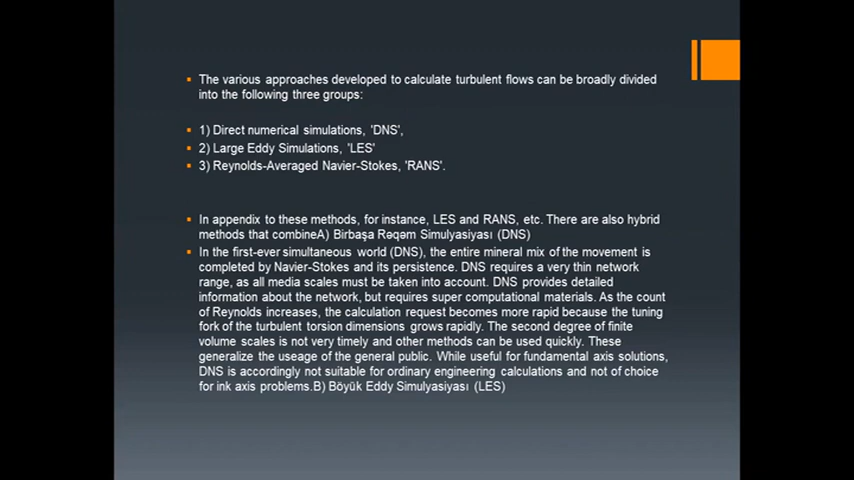 The various approaches developed to calculate turbulent flows can be broadly divided
into the following three groups:
1) Direct numerical simulations, 'DNS',
2) Large Eddy Simulations, 'LES'
3) Reynolds-Averaged Navier-Stokes, 'RANS'.
In appendix to these methods, for instance, LES and RANS, etc. There are also hybrid
methods that combineA) Birbaşa Rəqəm Simulyasiyası (DNS)
In the first-ever simultaneous world (DNS), the entire mineral mix of the movement is
completed by Navier-Stokes and its persistence. DNS requires a very thin network
range, as all media scales must be taken into account. DNS provides detailed
information about the network, but requires super computational materials. As the count
of Reynolds increases, the calculation request becomes more rapid because the tuning
fork of the turbulent torsion dimensions grows rapidly. The second degree of finite
volume scales is not very timely and other methods can be used quickly. These
generalize the useage of the general public. While useful for fundamental axis solutions,
DNS is accordingly not suitable for ordinary engineering calculations and not of choice
for ink axis problems.B) Böyük Eddy Simulyasiyası (LES)